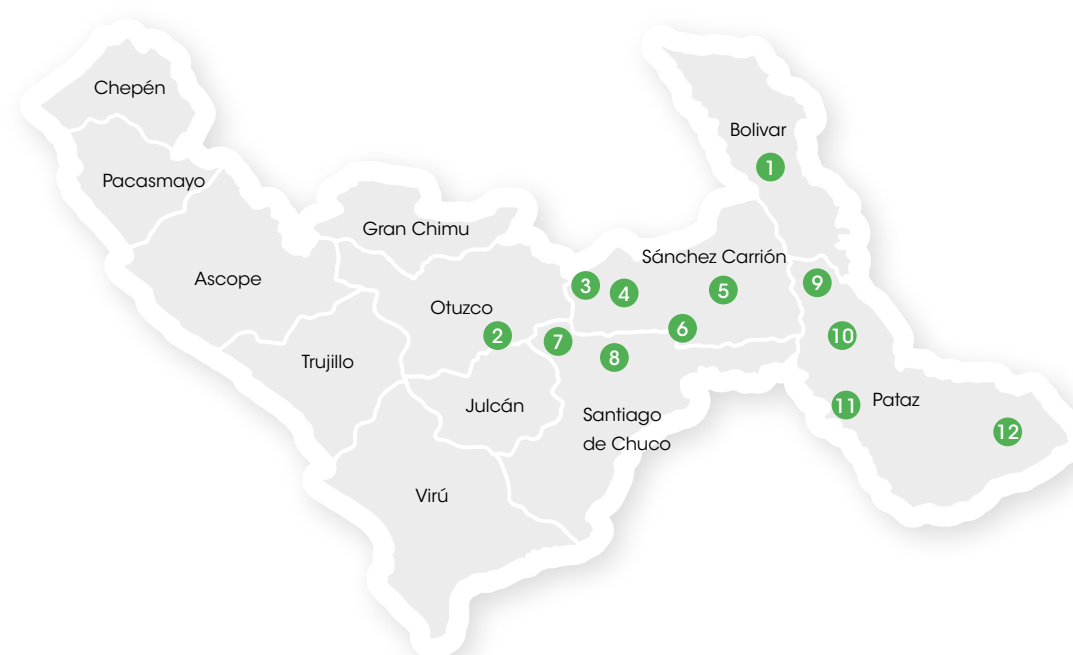 Chepén
Bolivar
1
Pacasmayo
Gran Chimu
Sánchez Carrión
Ascope
3
4
5
9
Otuzco
2
6
7
8
10
Trujillo
Julcán
11
Pataz
Santiago
de Chuco
12
Virú